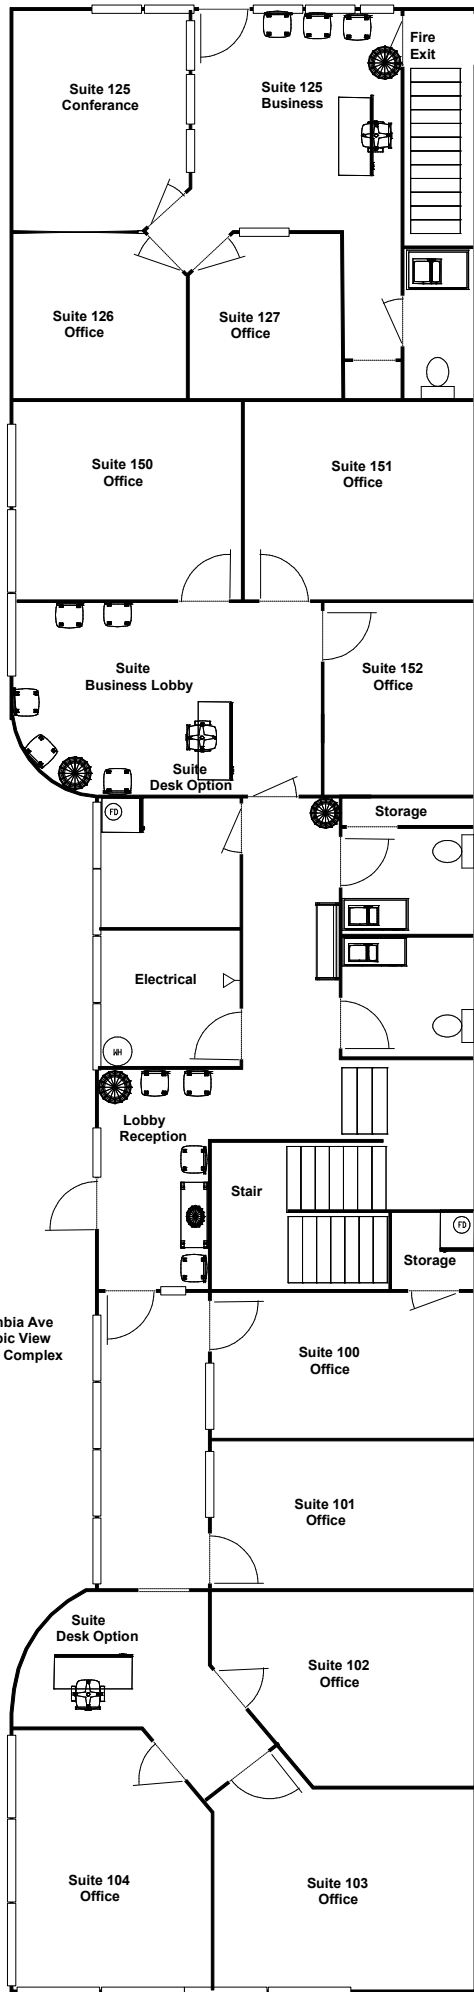 Fire
Exit
Suite 125
Conferance
Suite 125
Business
Suite 126
Office
Suite 127
Office
Suite 150
Office
Suite 151
Office
Suite
Business Lobby
Suite 152
Office
Suite
Desk Option
FD
Storage
Electrical
WH
Lobby
Reception
Stair
FD
Storage
Ave
View
Complex
Suite 100
Office
Suite 101
Office
Suite
Desk Option
Suite 102
Office
Suite 104
Office
Suite 103
Office